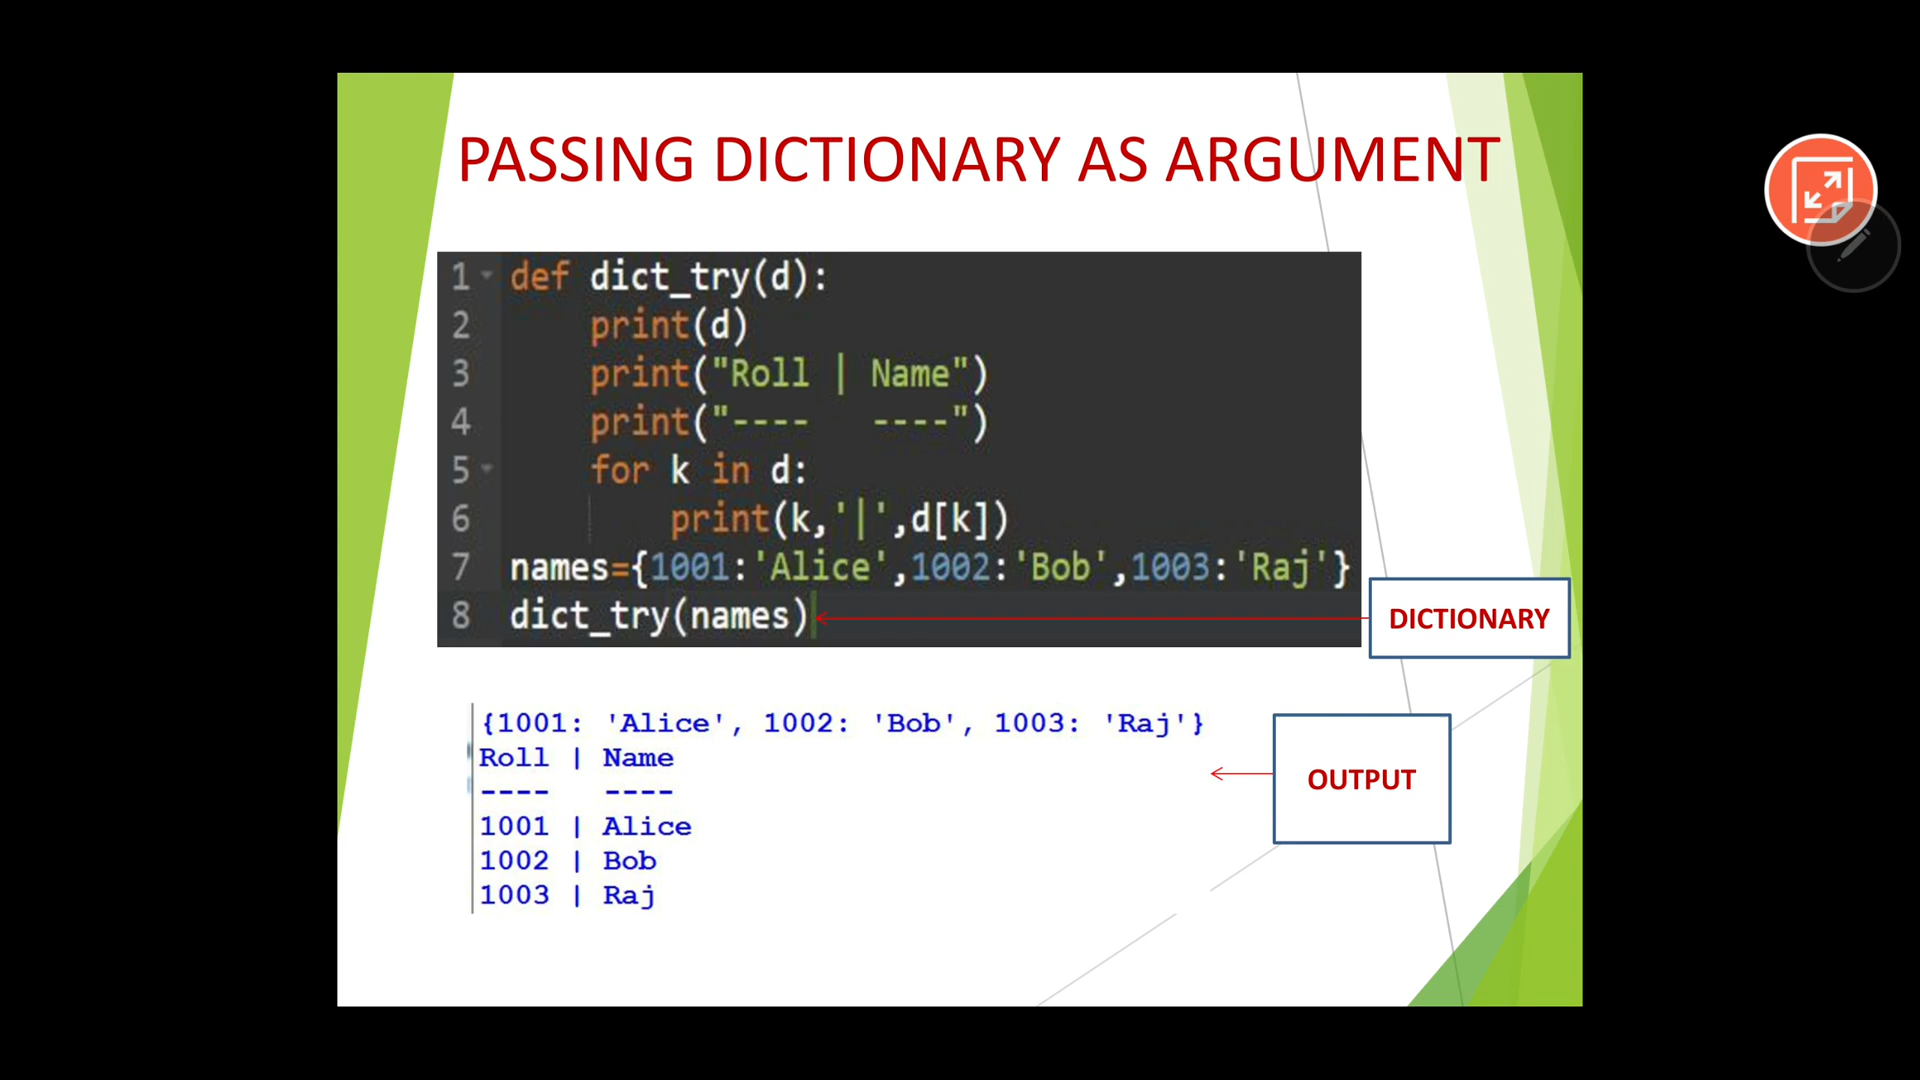 PASSING DICTIONARY AS ARGUMENT
1 def dict_try(d):
2     print(d)
3     print("Roll | Name")
4     print("----   ----")
5     for k in d:
6         print(k,'|',d[k])
7 names={1001:'Alice',1002:'Bob',1003:'Raj'}
8 dict_try(names)
DICTIONARY
{1001: 'Alice', 1002: 'Bob', 1003: 'Raj'}
Roll | Name
----   ----
1001 | Alice
1002 | Bob
1003 | Raj
OUTPUT